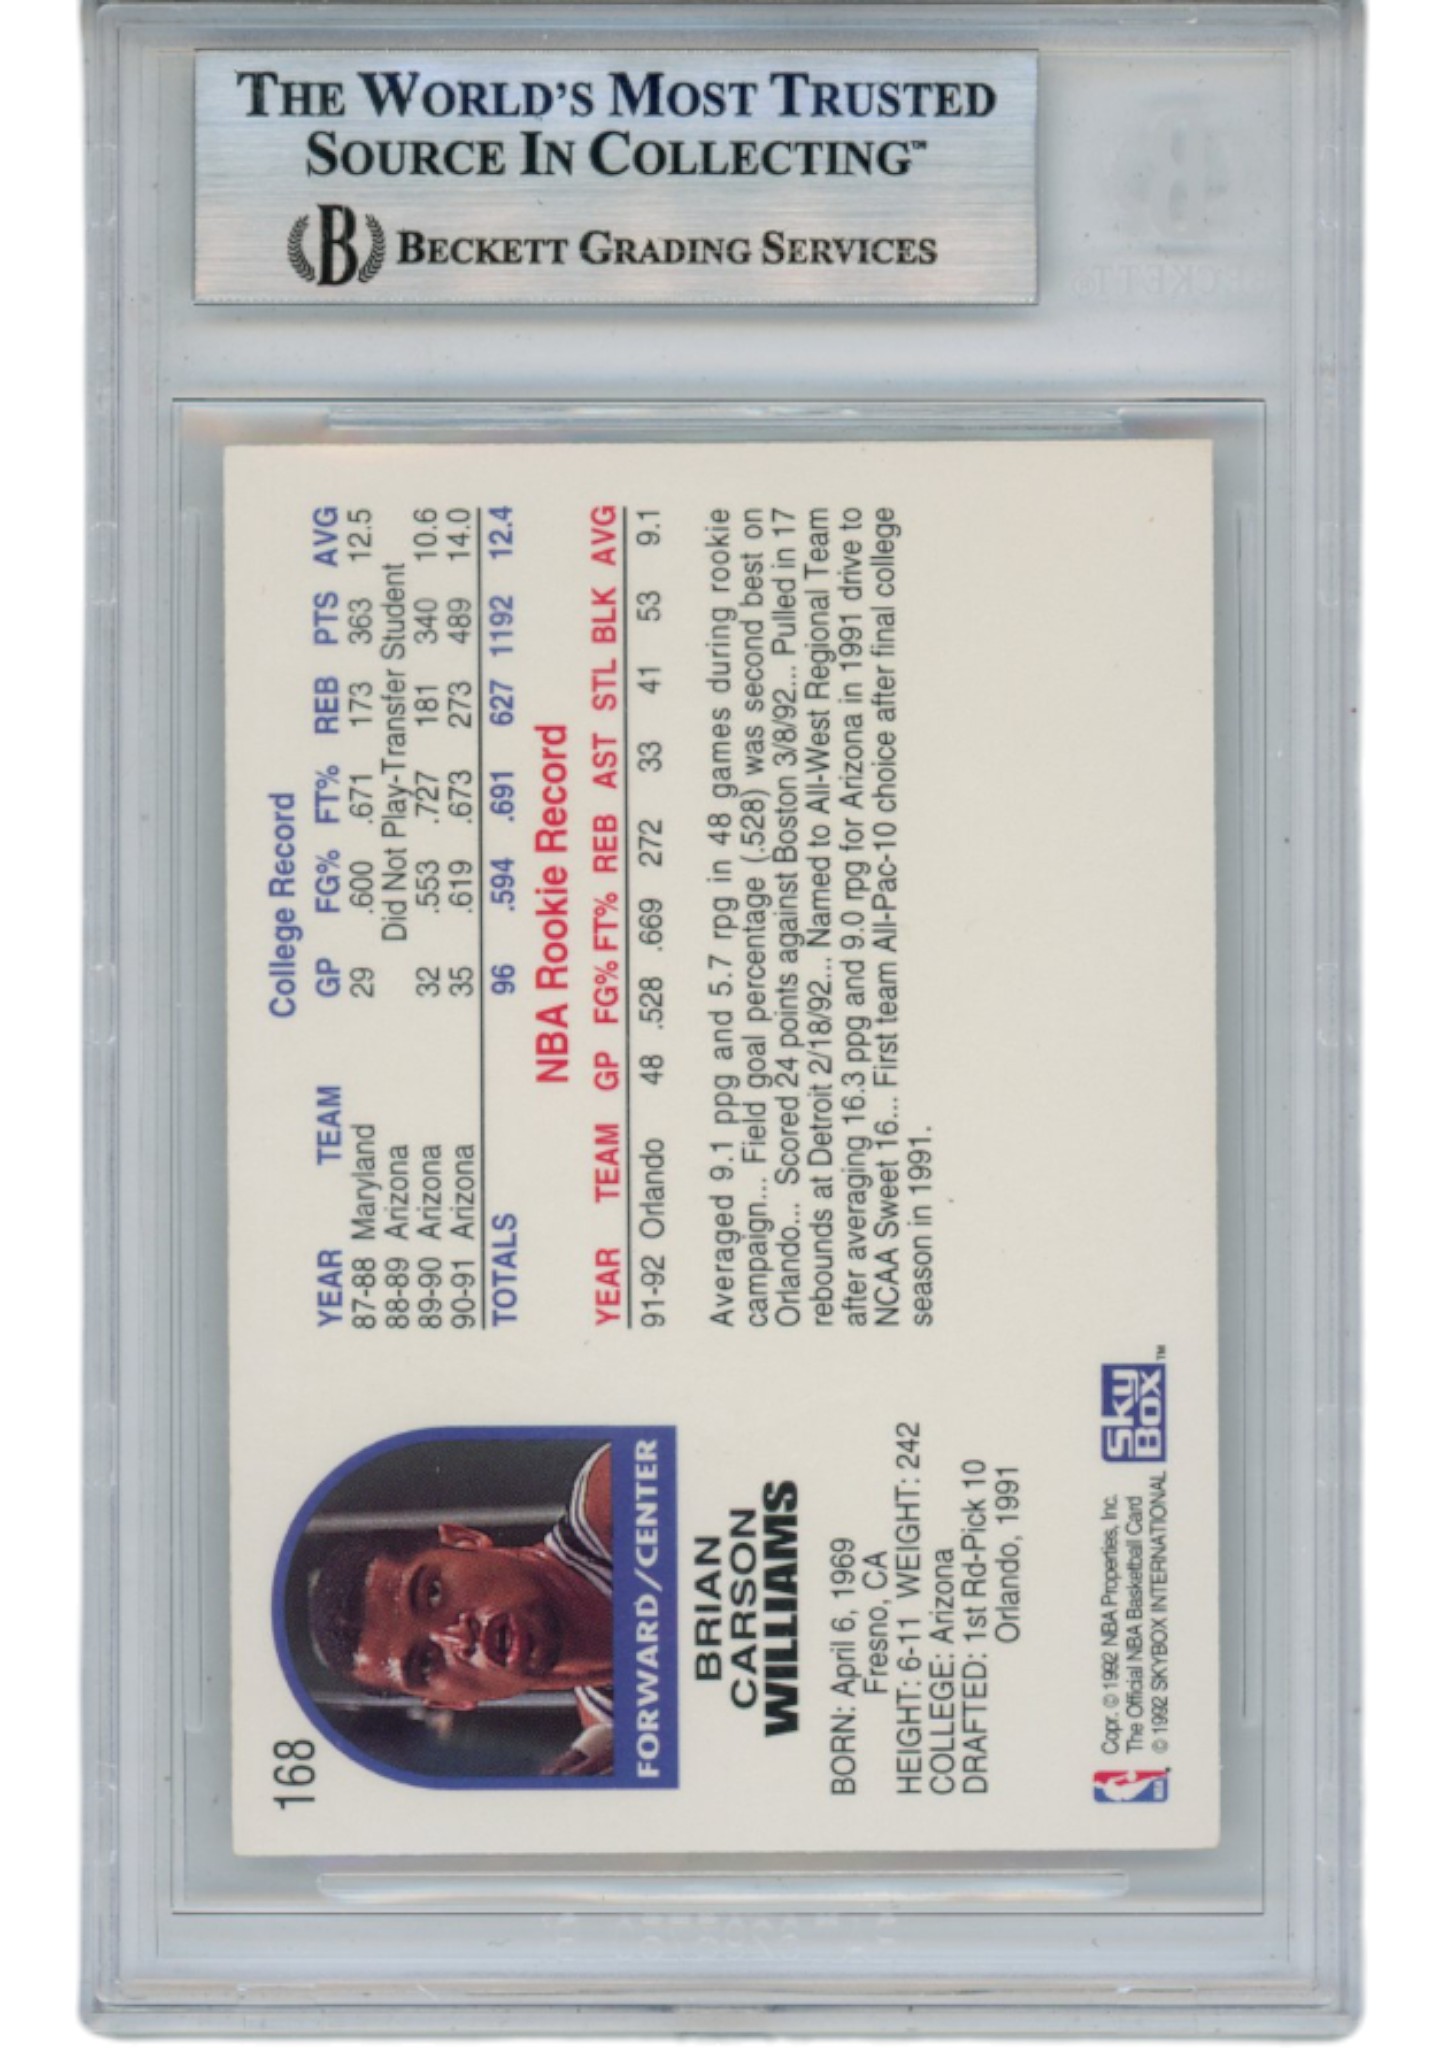 THE WORLD'S MOST TRUSTED
SOURCE IN COLLECTING™
B BECKETT GRADING SERVICES
168
FORWARD/CENTER
BRIAN
CARSON
WILLIAMS
BORN: April 6, 1969
Fresno, CA
HEIGHT: 6-11 WEIGHT: 242
COLLEGE: Arizona
DRAFTED: 1st Rd-Pick 10
Orlando, 1991
College Record
YEAR TEAM GP FG% FT% REB PTS AVG
87-88 Maryland 29 .600 .671 173 363 12.5
88-89 Arizona Did Not Play-Transfer Student
89-90 Arizona 32 .553 .727 181 340 10.6
90-91 Arizona 35 .619 .673 273 489 14.0
TOTALS 96 .594 .691 627 1192 12.4
NBA Rookie Record
YEAR TEAM GP FG% FT% REB AST STL BLK AVG
91-92 Orlando 48 .528 .669 272 33 41 53 9.1
Averaged 9.1 ppg and 5.7 rpg in 48 games during rookie
campaign... Field goal percentage (.528) was second best on
Orlando... Scored 24 points against Boston 3/8/92... Pulled in 17
rebounds at Detroit 2/18/92... Named to All-West Regional Team
after averaging 16.3 ppg and 9.0 rpg for Arizona in 1991 drive to
NCAA Sweet 16... First team All-Pac-10 choice after final college
season in 1991.
Copr. © 1992 NBA Properties, Inc.
The Official NBA Basketball Card
© 1992 SKYBOX INTERNATIONAL
Sky
BOX™